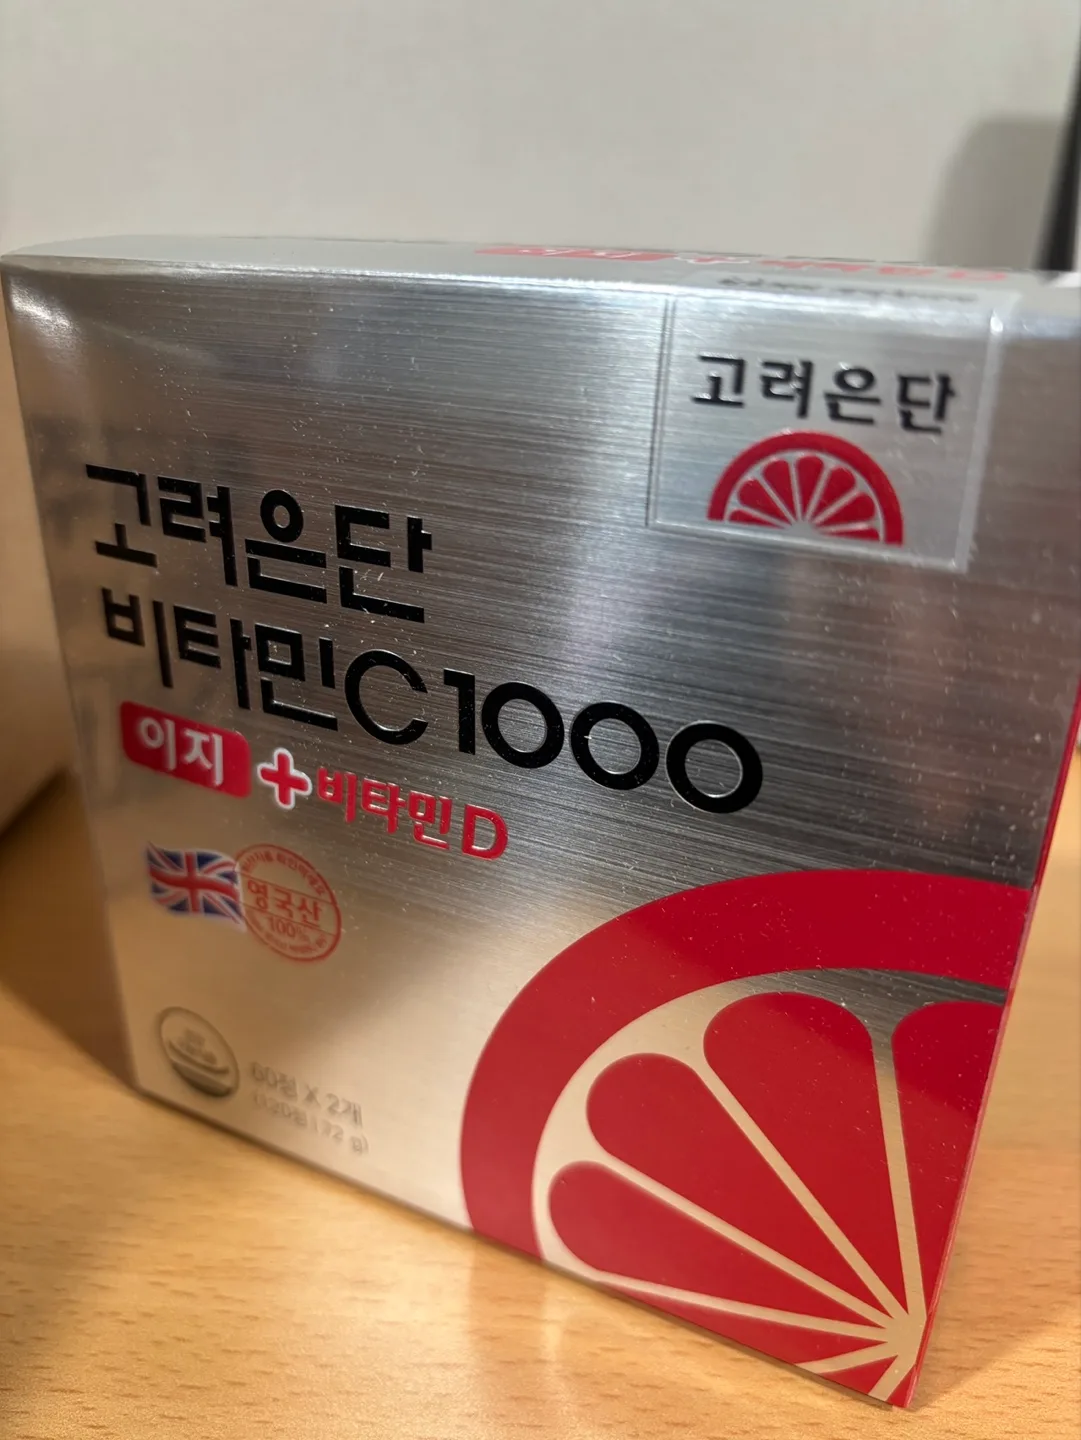 고려은단
고려은단
비타민C1000
이지 +비타민D
영국산
100%
60정 X 2개